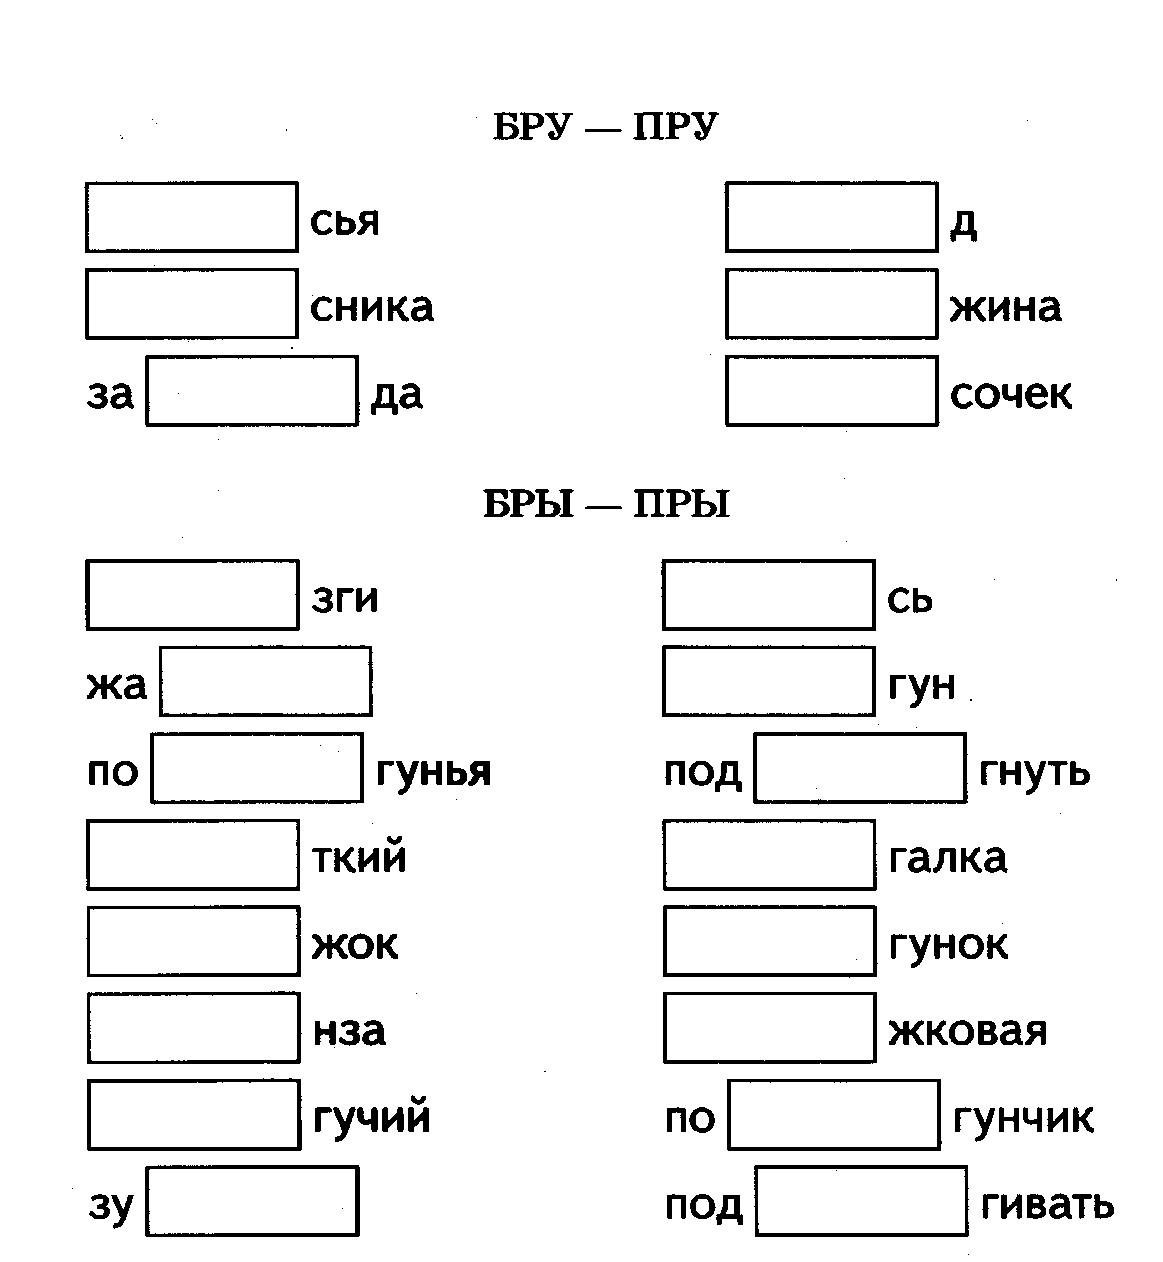 БРУ — ПРУ
сья д
сника жина
за да сочек
БРЫ — ПРЫ
зги сь
жа гун
по гунья под гнуть
ткий галка
жок гунок
нза жковая
гучий по гунчик
зу под гивать